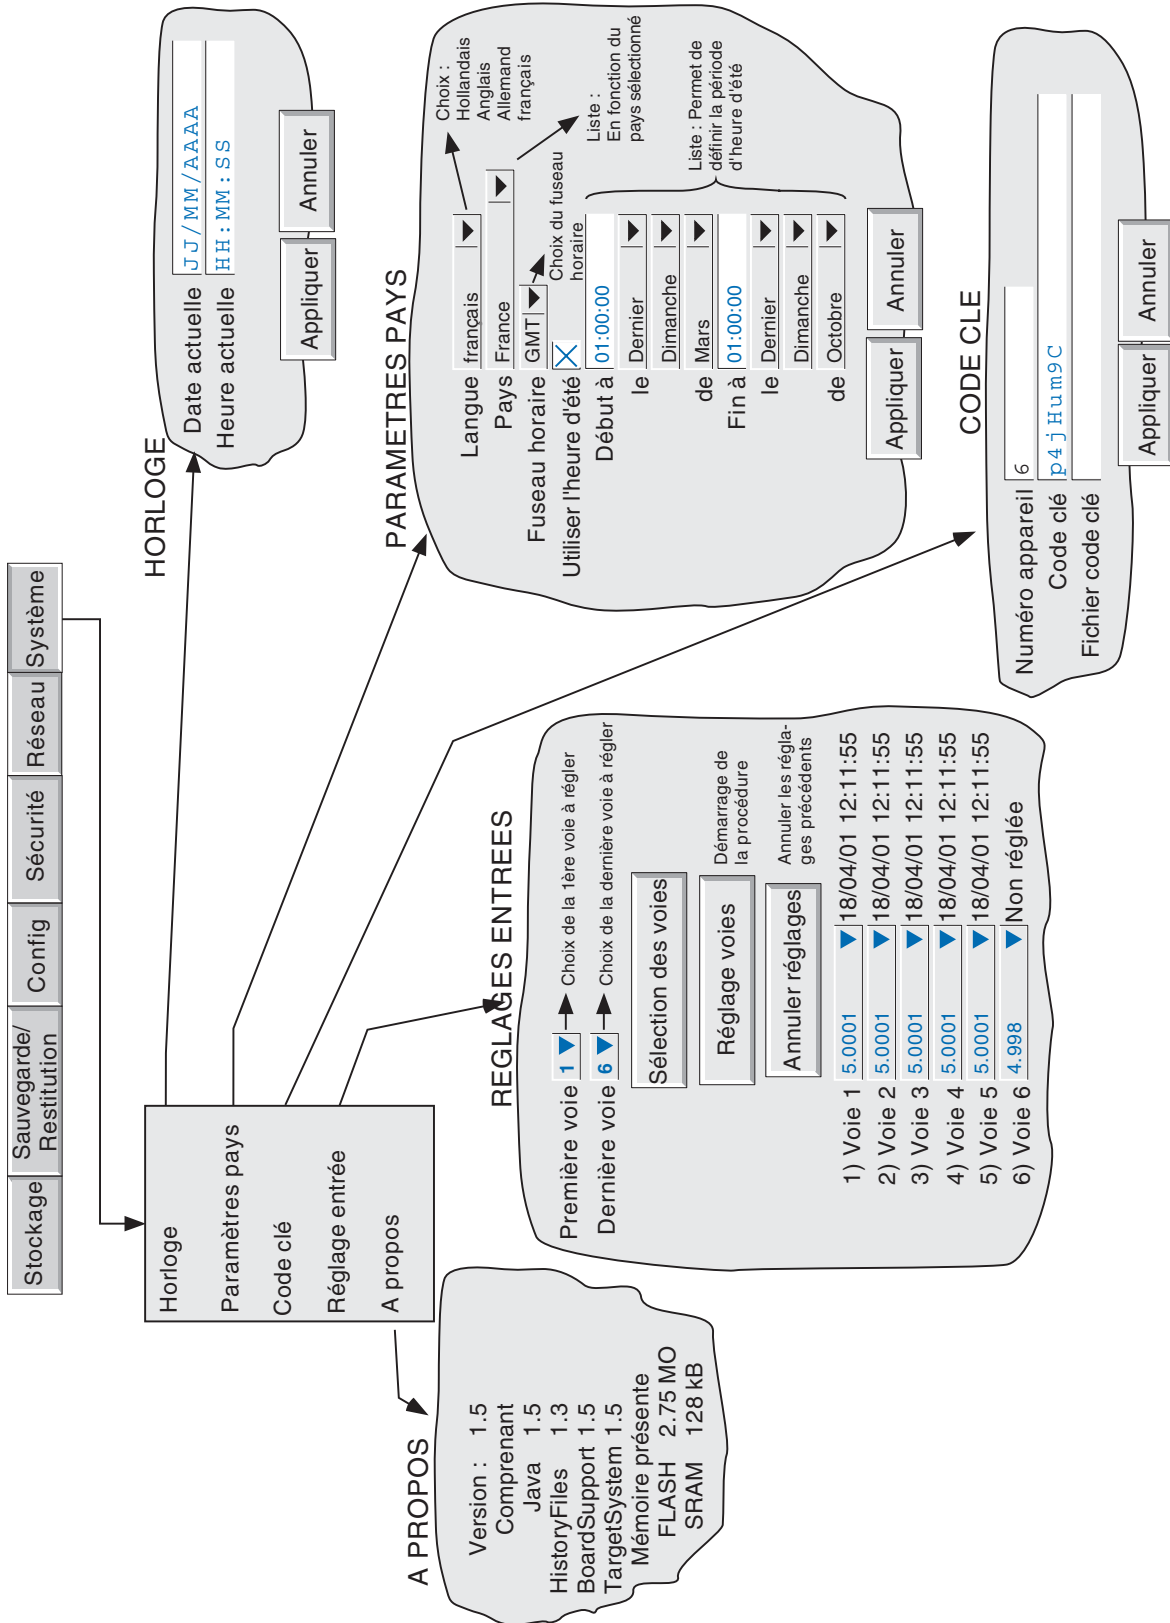 Stockage
Sauvegarde/
Restitution
Config
Sécurité
Réseau
Système
Horloge
Paramètres pays
Code clé
Réglage entrée
A propos
HORLOGE
Date actuelle JJ/MM/AAAA
Heure actuelle HH:MM:SS
Appliquer Annuler
PARAMETRES PAYS
Langue français
Pays France
Fuseau horaire GMT
Utiliser l'heure d'été
Début à 01:00:00
le Dernier
Dimanche
de Mars
Fin à 01:00:00
le Dernier
Dimanche
de Octobre
Appliquer Annuler
Choix :
Hollandais
Anglais
Allemand
français
Liste :
En fonction du
pays sélectionné
Choix du fuseau
horaire
Liste : Permet de
définir la période
d'heure d'été
CODE CLE
Numéro appareil 6
Code clé p4jHum9C
Fichier code clé
Appliquer Annuler
REGLAGES ENTREES
Première voie 1 Choix de la 1ère voie à régler
Dernière voie 6 Choix de la dernière voie à régler
Sélection des voies
Réglage voies
Démarrage de
la procédure
Annuler réglages
Annuler les régla-
ges précédents
1) Voie 1 5.0001 18/04/01 12:11:55
2) Voie 2 5.0001 18/04/01 12:11:55
3) Voie 3 5.0001 18/04/01 12:11:55
4) Voie 4 5.0001 18/04/01 12:11:55
5) Voie 5 5.0001 18/04/01 12:11:55
6) Voie 6 4.998 Non réglée
A PROPOS
Version : 1.5
Comprenant
Java 1.5
HistoryFiles 1.3
BoardSupport 1.5
TargetSystem 1.5
Mémoire présente
FLASH 2.75 MO
SRAM 128 kB